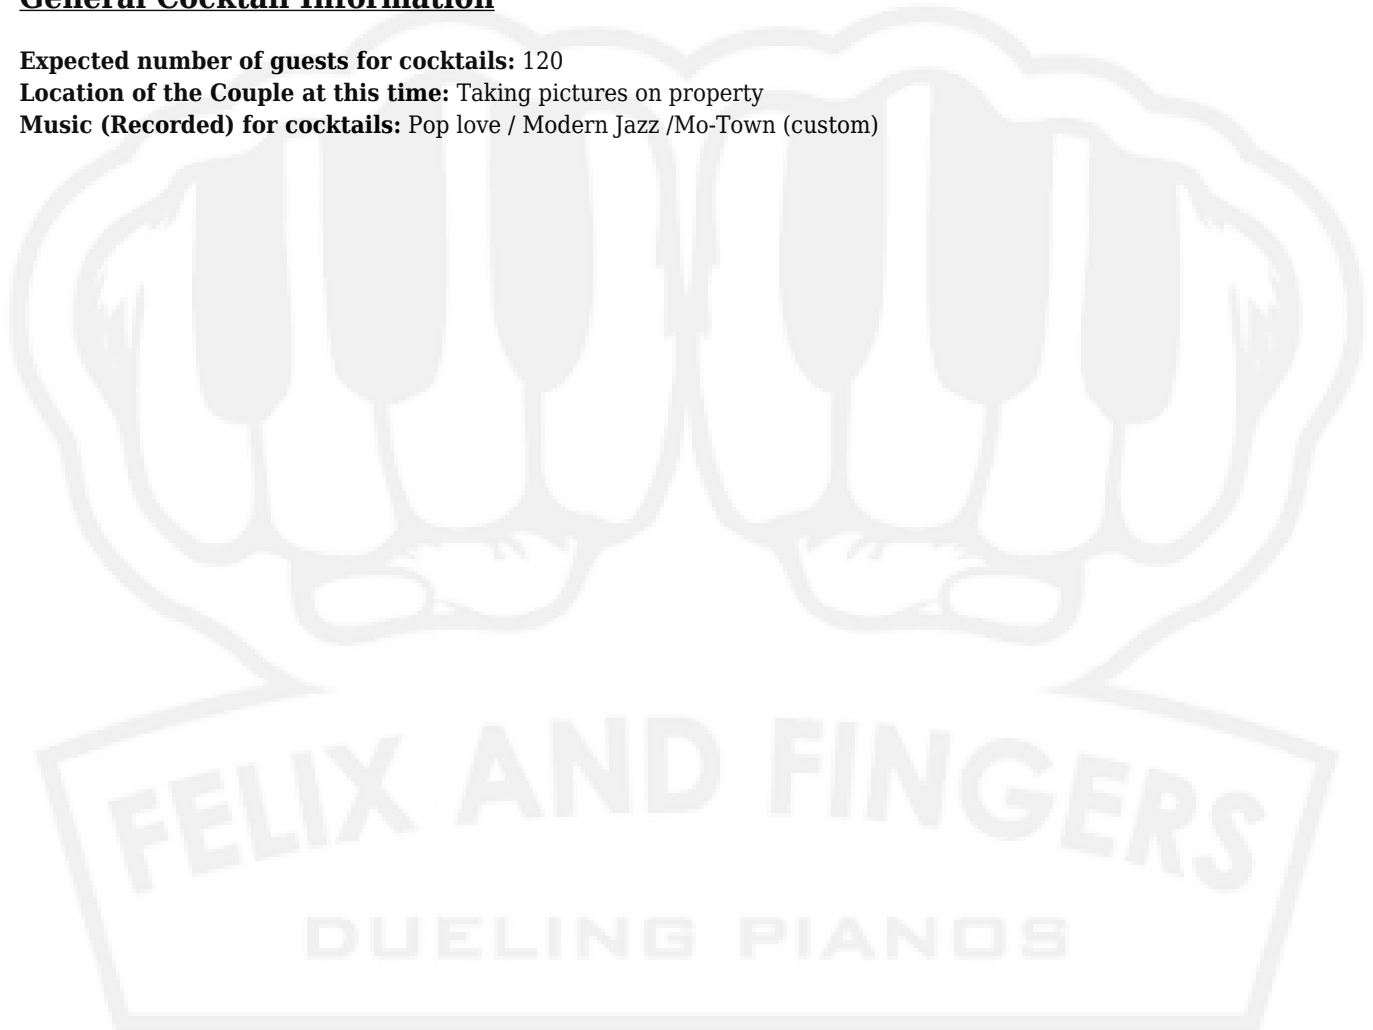 General Cocktail Information
Expected number of guests for cocktails: 120
Location of the Couple at this time: Taking pictures on property
Music (Recorded) for cocktails: Pop love / Modern Jazz /Mo-Town (custom)
FELIX AND FINGERS
DUELING PIANOS